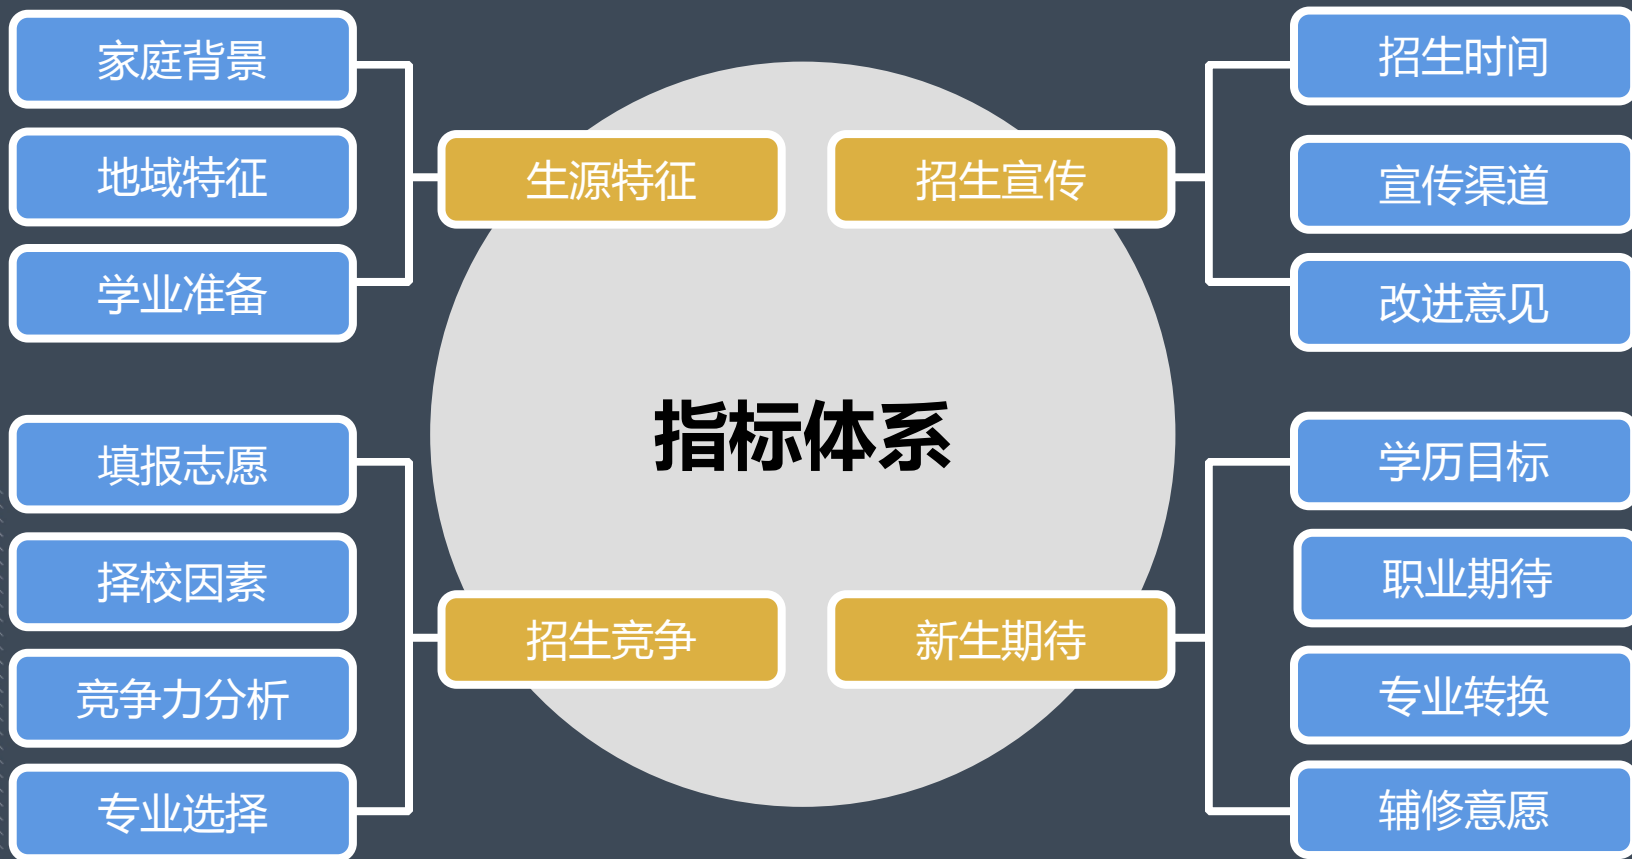 家庭背景
地域特征
学业准备
生源特征
招生宣传
招生时间
宣传渠道
改进意见
指标体系
填报志愿
择校因素
竞争力分析
专业选择
招生竞争
新生期待
学历目标
职业期待
专业转换
辅修意愿